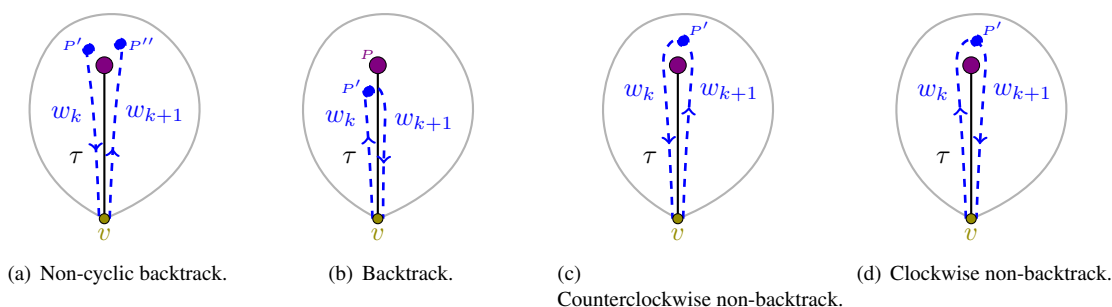 P′ P′′
w_k w_{k+1}
τ
v
(a) Non-cyclic backtrack.
P
P′
w_k w_{k+1}
τ
v
(b) Backtrack.
P′
w_k w_{k+1}
τ
v
(c)
Counterclockwise non-backtrack.
P′
w_k w_{k+1}
τ
v
(d) Clockwise non-backtrack.